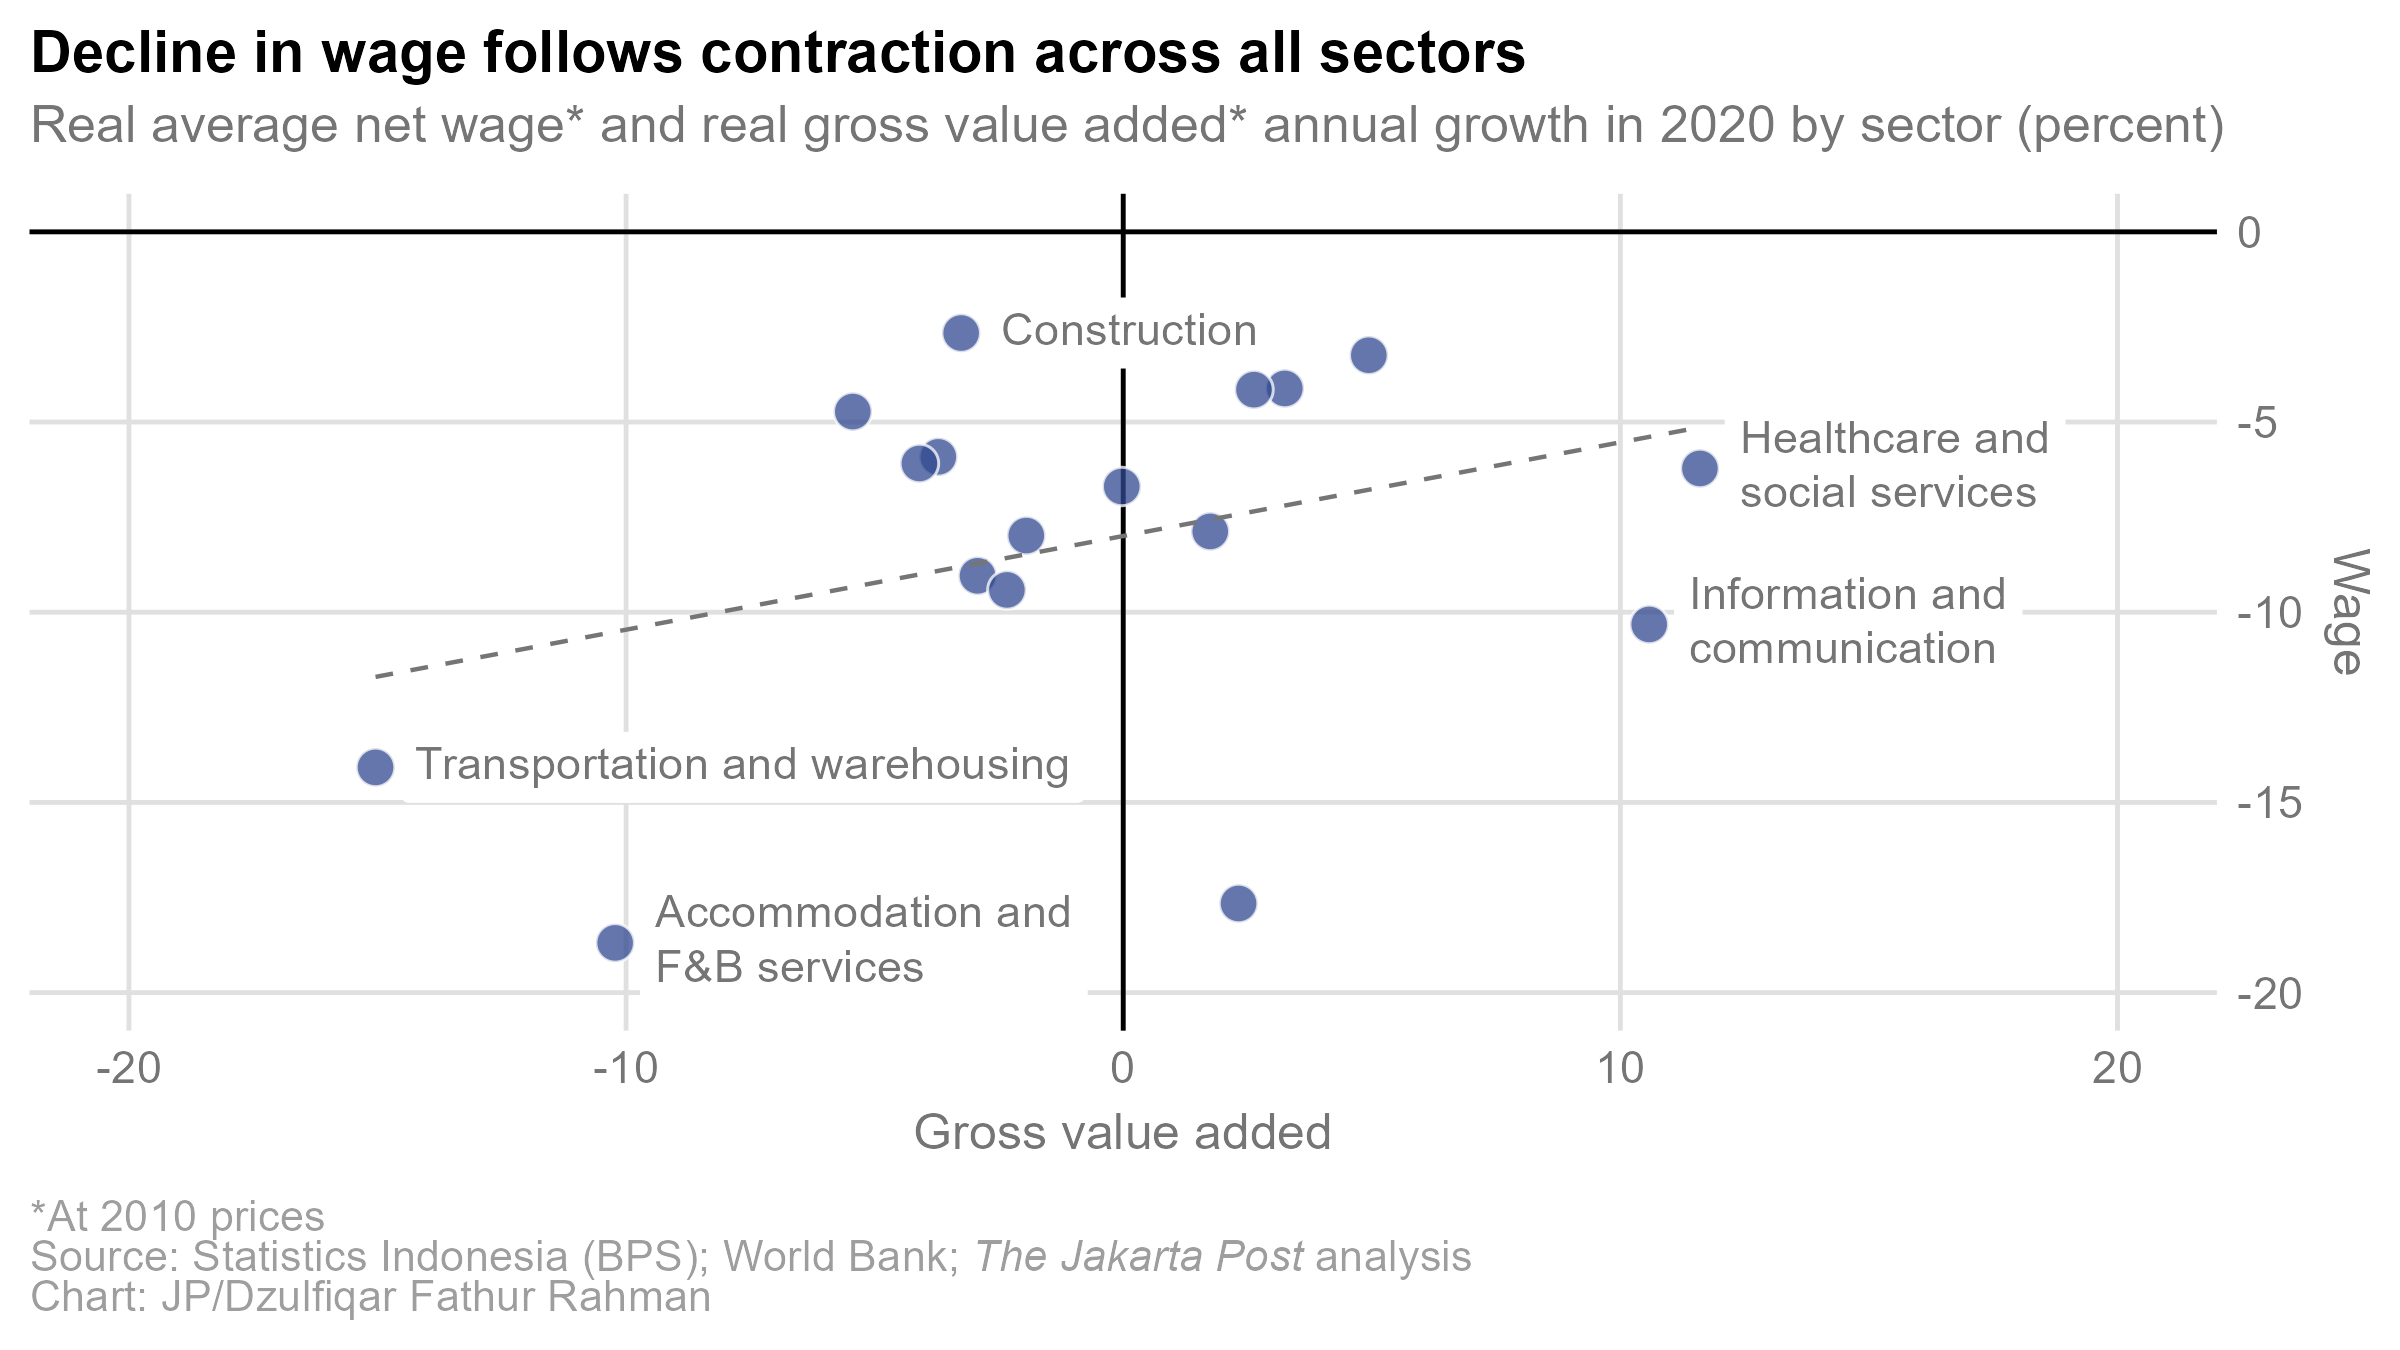 Decline in wage follows contraction across all sectors
Real average net wage* and real gross value added* annual growth in 2020 by sector (percent)
0
Construction
-5
Healthcare and
social services
Information and
communication
-10
Wage
Transportation and warehousing
-15
Accommodation and
F&B services
-20
-20
-10
0
10
20
Gross value added
*At 2010 prices
Source: Statistics Indonesia (BPS); World Bank; The Jakarta Post analysis
Chart: JP/Dzulfiqar Fathur Rahman